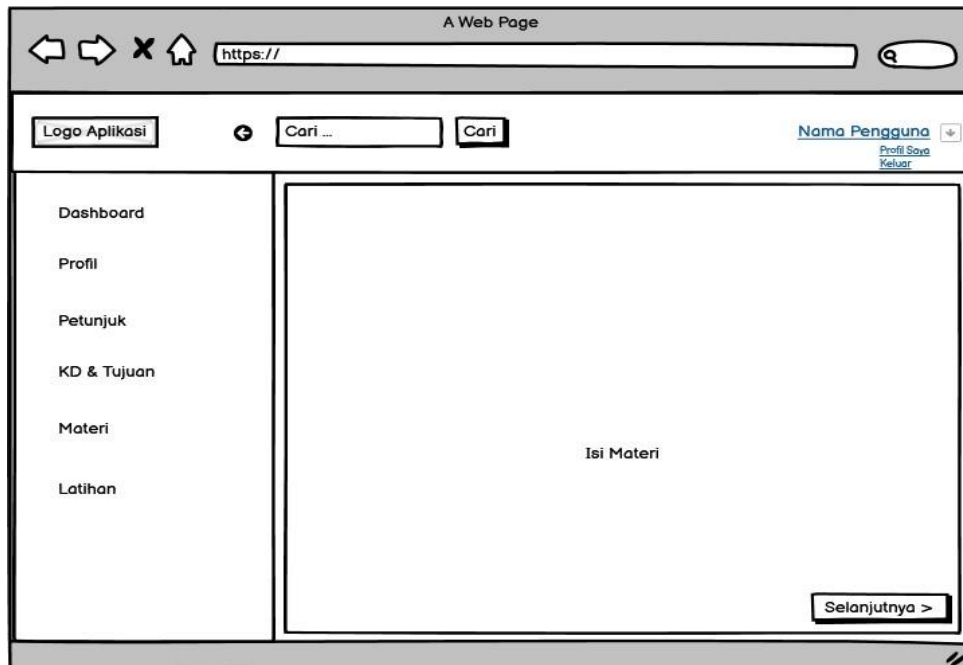 A Web Page
https://
Logo Aplikasi
Cari ...
Cari
Nama Pengguna
Profil Saya
Keluar
Dashboard
Profil
Petunjuk
KD & Tujuan
Materi
Latihan
Isi Materi
Selanjutnya >